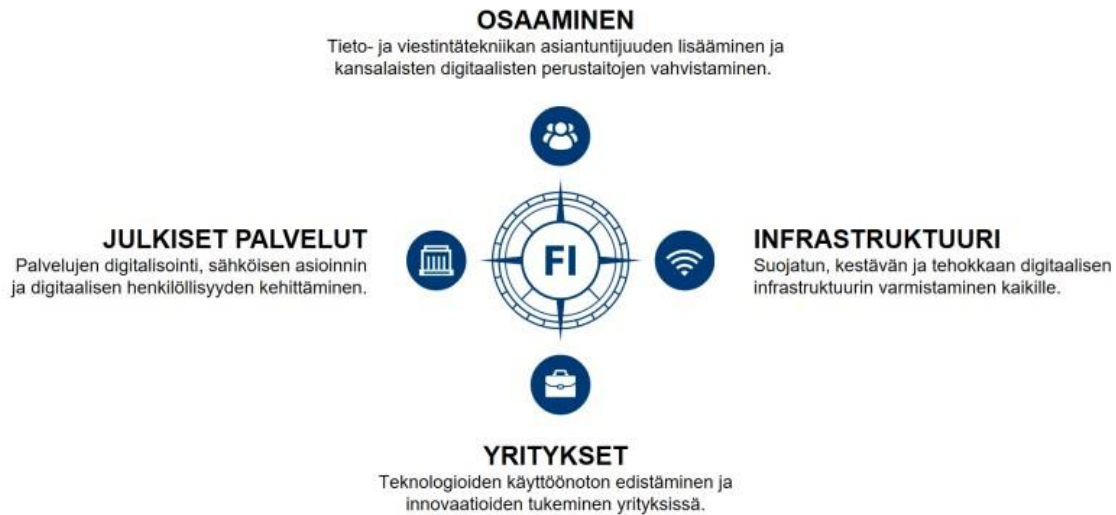 OSAAMINEN
Tieto- ja viestintätekniikan asiantuntijuuden lisääminen ja
kansalaisten digitaalisten perustaitojen vahvistaminen.
JULKISET PALVELUT
Palvelujen digitalisointi, sähköisen asioinnin
ja digitaalisen henkilöllisyyden kehittäminen.
FI
INFRASTRUKTUURI
Suojatun, kestävän ja tehokkaan digitaalisen
infrastruktuurin varmistaminen kaikille.
YRITYKSET
Teknologioiden käyttöönoton edistäminen ja
innovaatioiden tukeminen yrityksissä.